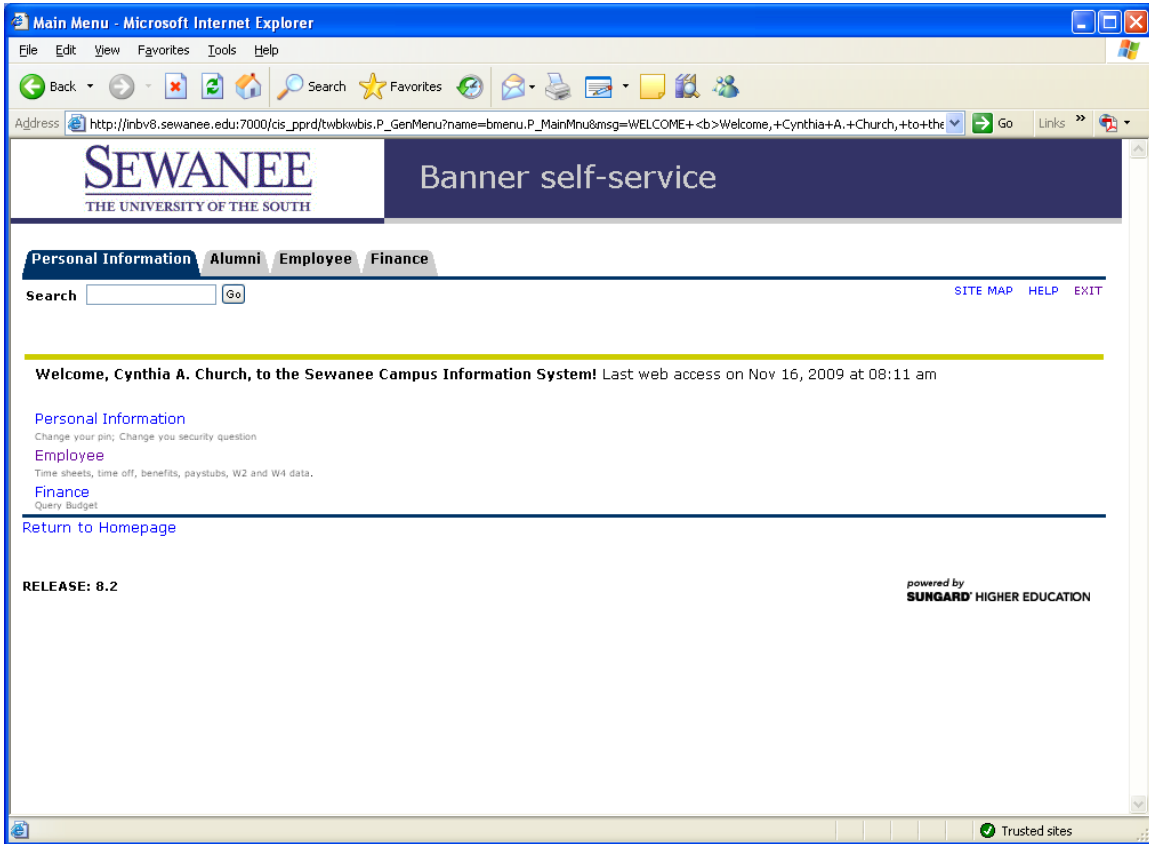 Main Menu - Microsoft Internet Explorer
File Edit View Favorites Tools Help
Back Search Favorites
Address http://inbv8.sewanee.edu:7000/cis_pprd/twbkwbis.P_GenMenu?name=bmenu.P_MainMnu&msg=WELCOME+<b>Welcome,+Cynthia+A.+Church,+to+the Go Links »
SEWANEE
THE UNIVERSITY OF THE SOUTH
Banner self-service
Personal Information Alumni Employee Finance
Search Go
SITE MAP HELP EXIT
Welcome, Cynthia A. Church, to the Sewanee Campus Information System! Last web access on Nov 16, 2009 at 08:11 am
Personal Information
Change your pin; Change you security question
Employee
Time sheets, time off, benefits, paystubs, W2 and W4 data.
Finance
Query Budget
Return to Homepage
RELEASE: 8.2
powered by
SUNGARD' HIGHER EDUCATION
Trusted sites